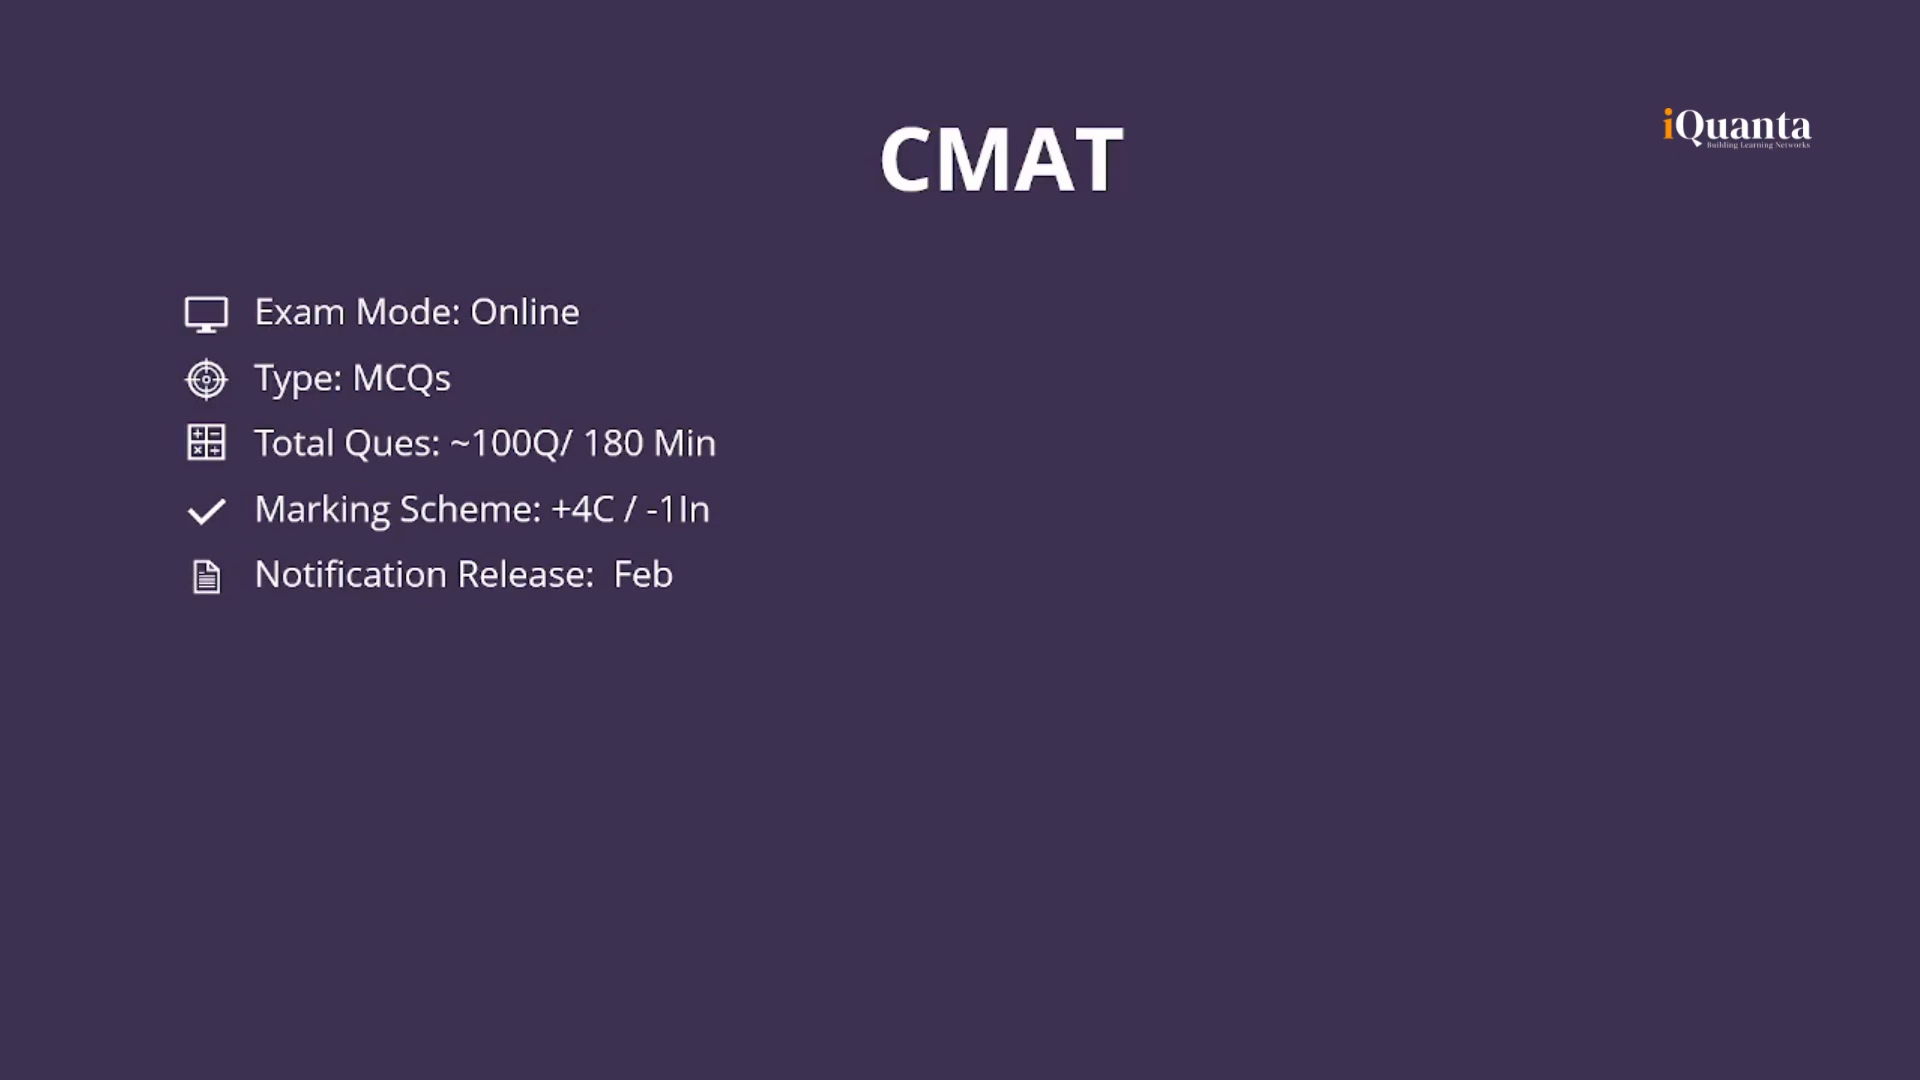 CMAT
iQuanta
Building Learning Networks
Exam Mode: Online
Type: MCQs
Total Ques: ~100Q/ 180 Min
Marking Scheme: +4C / -1In
Notification Release:  Feb